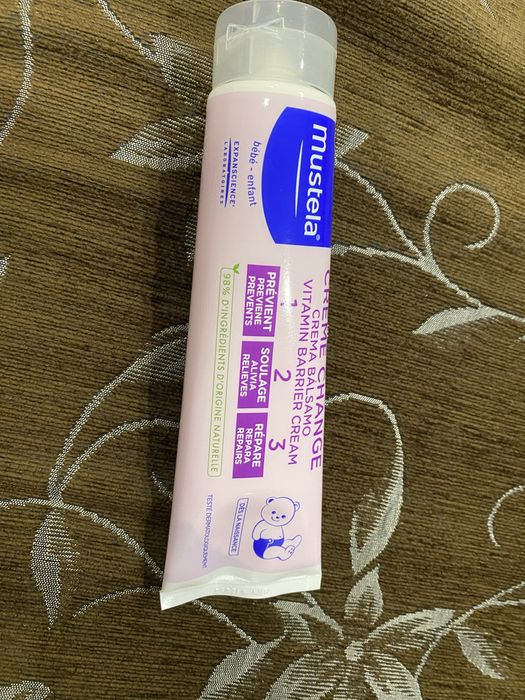 mustela®
bébé - enfant
EXPANSCIENCE®
LABORATOIRES
CRÈME CHANGE
CREMA BÁLSAMO
VITAMIN BARRIER CREAM
1
PRÉVIENT
PREVIENE
PREVENTS
2
SOULAGE
ALIVIA
RELIEVES
3
RÉPARE
REPARA
REPAIRS
98% D'INGRÉDIENTS D'ORIGINE NATURELLE
DÈS LA NAISSANCE
TESTÉ DERMATOLOGIQUEMENT